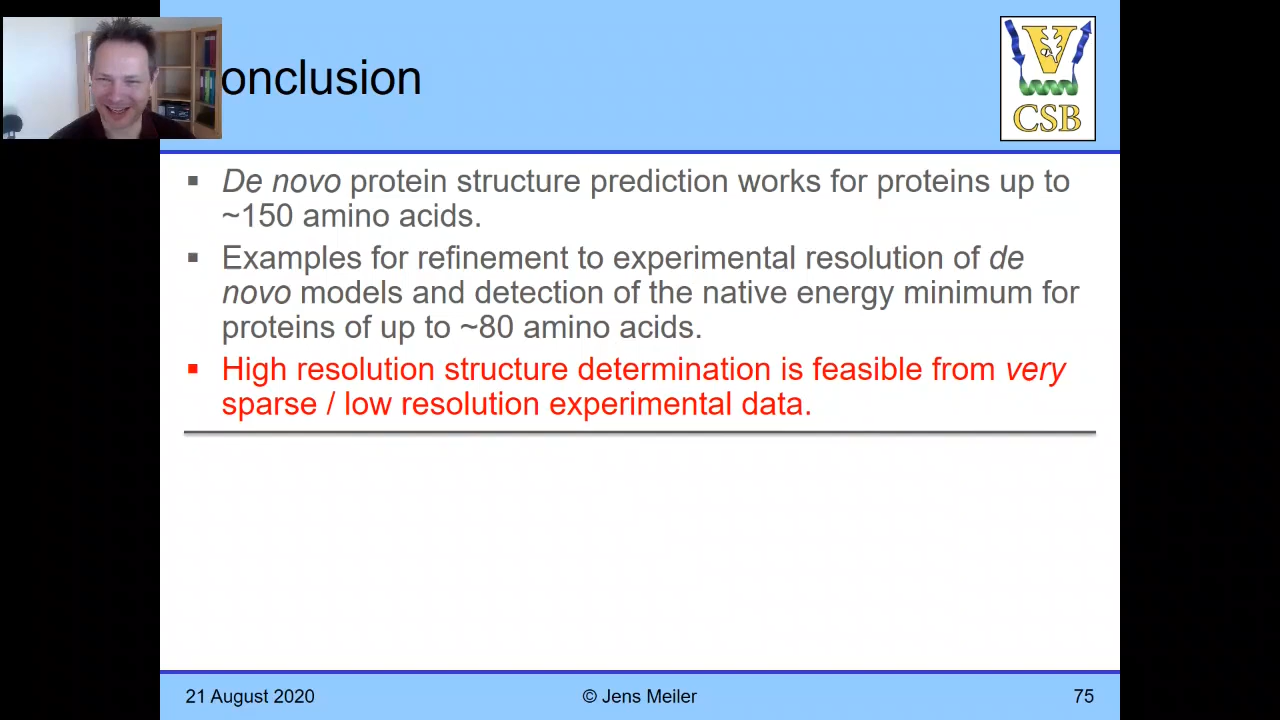 onclusion
V
CSB
▪ De novo protein structure prediction works for proteins up to
~150 amino acids.
▪ Examples for refinement to experimental resolution of de
novo models and detection of the native energy minimum for
proteins of up to ~80 amino acids.
▪ High resolution structure determination is feasible from very
sparse / low resolution experimental data.
21 August 2020
© Jens Meiler
75